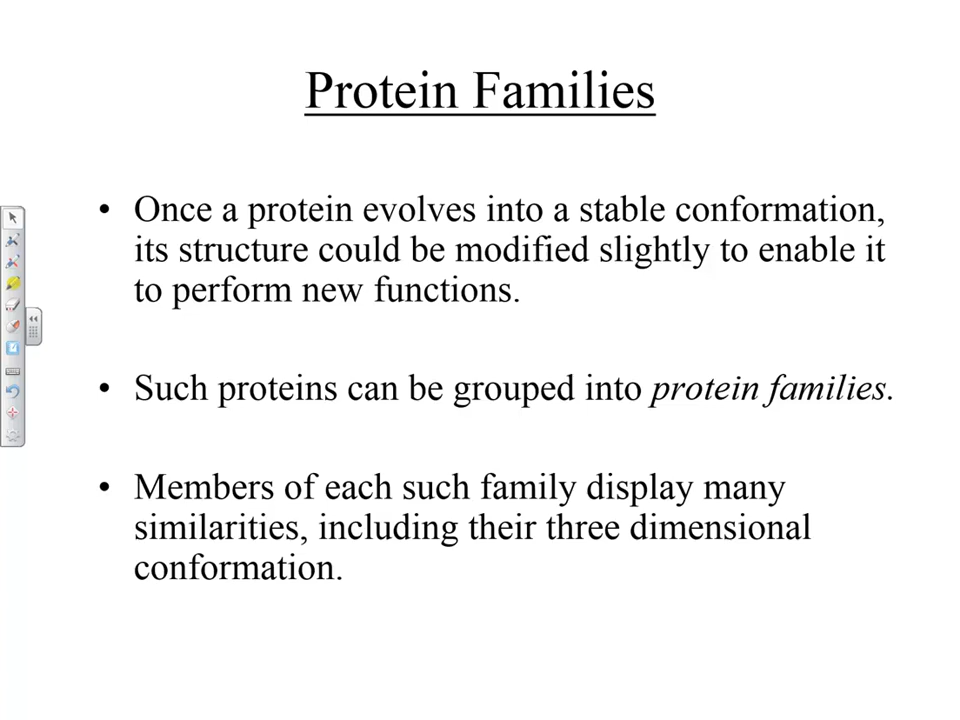 Protein Families
• Once a protein evolves into a stable conformation,
its structure could be modified slightly to enable it
to perform new functions.
• Such proteins can be grouped into protein families.
• Members of each such family display many
similarities, including their three dimensional
conformation.